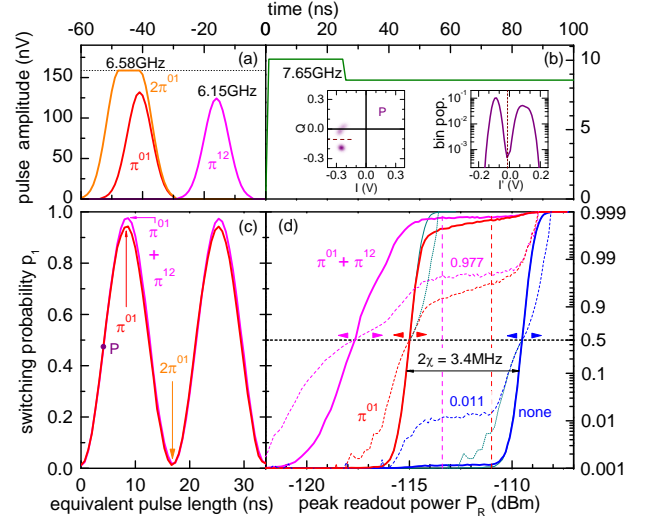 time (ns)
-60 -40 -20 0 20 40 60 80 100
pulse amplitude (nV)
150
100
50
0
6.58GHz
(a)
2π⁰¹
6.15GHz
π⁰¹
π¹²
(b)
7.65GHz
10
8
6
4
2
0
Q
0.3
0.0
-0.3
P
-0.3 0.0 0.3
I (V)
bin pop.
10⁻¹
10⁻²
10⁻³
-0.2 0.0 0.2
I' (V)
switching probability p₁
1.0
0.8
0.6
0.4
0.2
0.0
(c)
π⁰¹
+
π¹²
π⁰¹
P
2π⁰¹
0 10 20 30
equivalent pulse length (ns)
(d)
π⁰¹ + π¹²
0.977
2χ = 3.4MHz
π⁰¹
0.011
none
0.999
0.99
0.9
0.5
0.1
0.01
0.001
-120 -115 -110
peak readout power P_R (dBm)